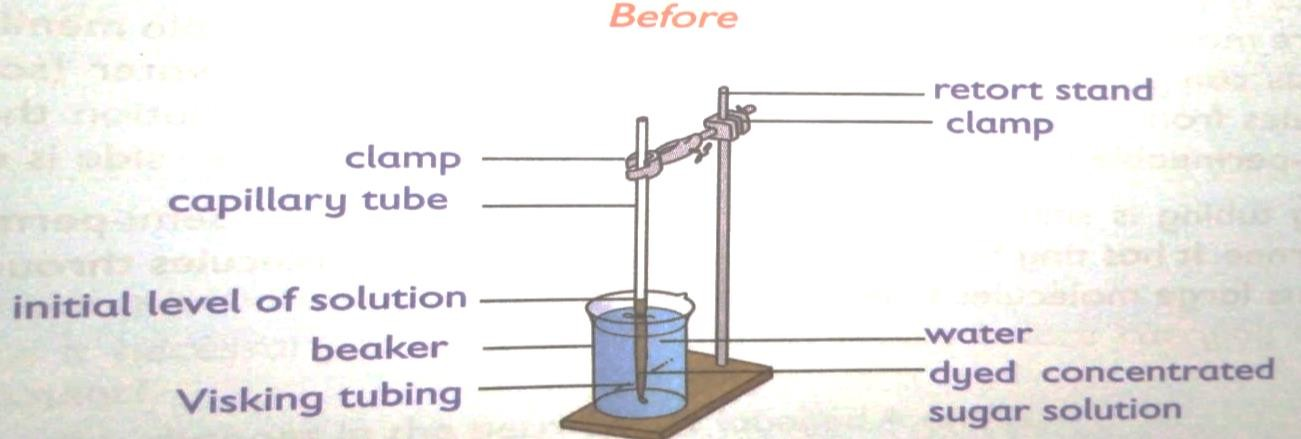 Before
retort stand
clamp
clamp
capillary tube
initial level of solution
beaker
Visking tubing
water
dyed concentrated
sugar solution